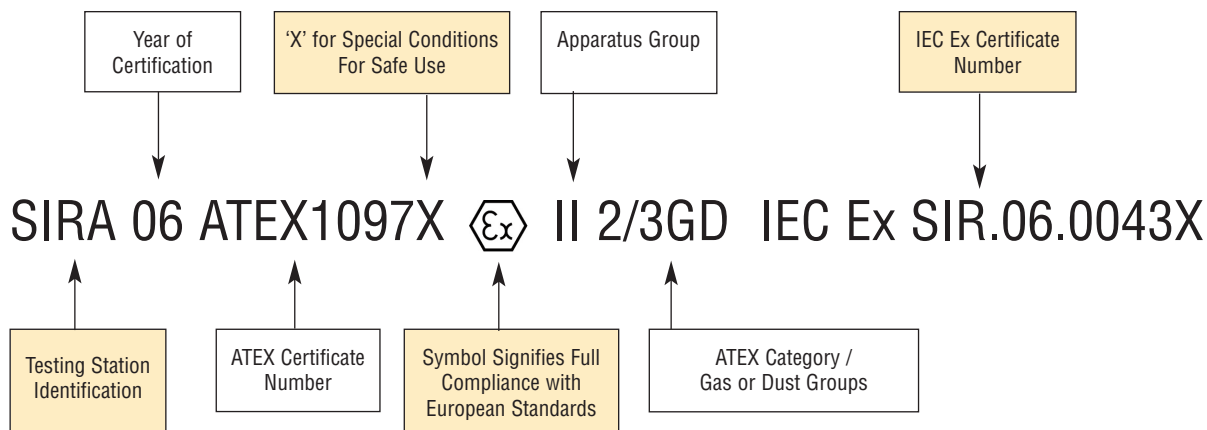 Year of
Certification
‘X’ for Special Conditions
For Safe Use
Apparatus Group
IEC Ex Certificate
Number
SIRA 06 ATEX1097X Ex II 2/3GD IEC Ex SIR.06.0043X
Testing Station
Identification
ATEX Certificate
Number
Symbol Signifies Full
Compliance with
European Standards
ATEX Category /
Gas or Dust Groups